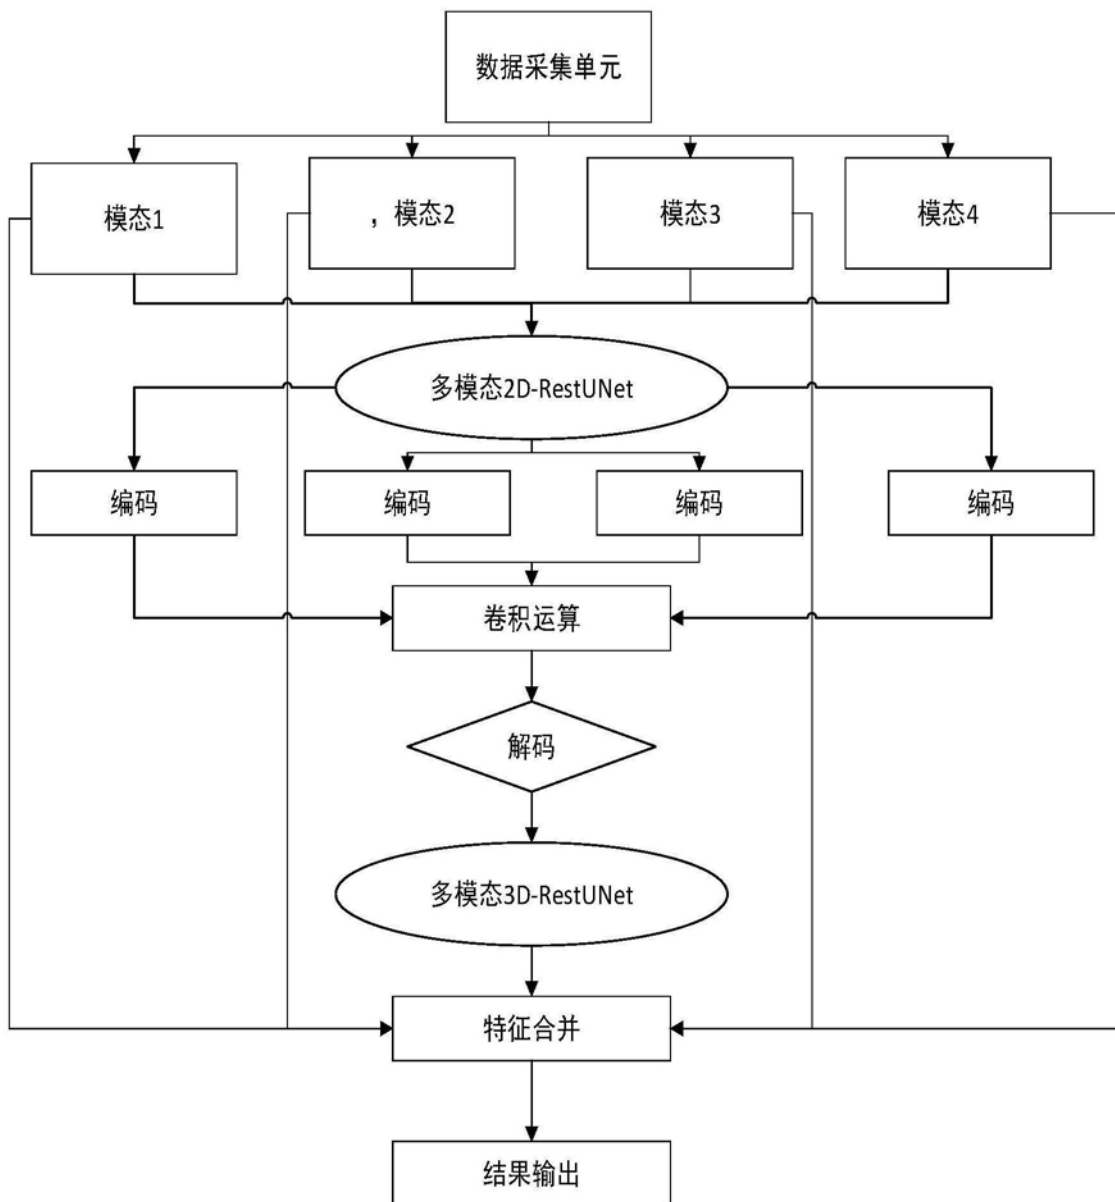 数据采集单元
模态1
，模态2
模态3
模态4
多模态2D-RestUNet
编码
编码
编码
编码
卷积运算
解码
多模态3D-RestUNet
特征合并
结果输出